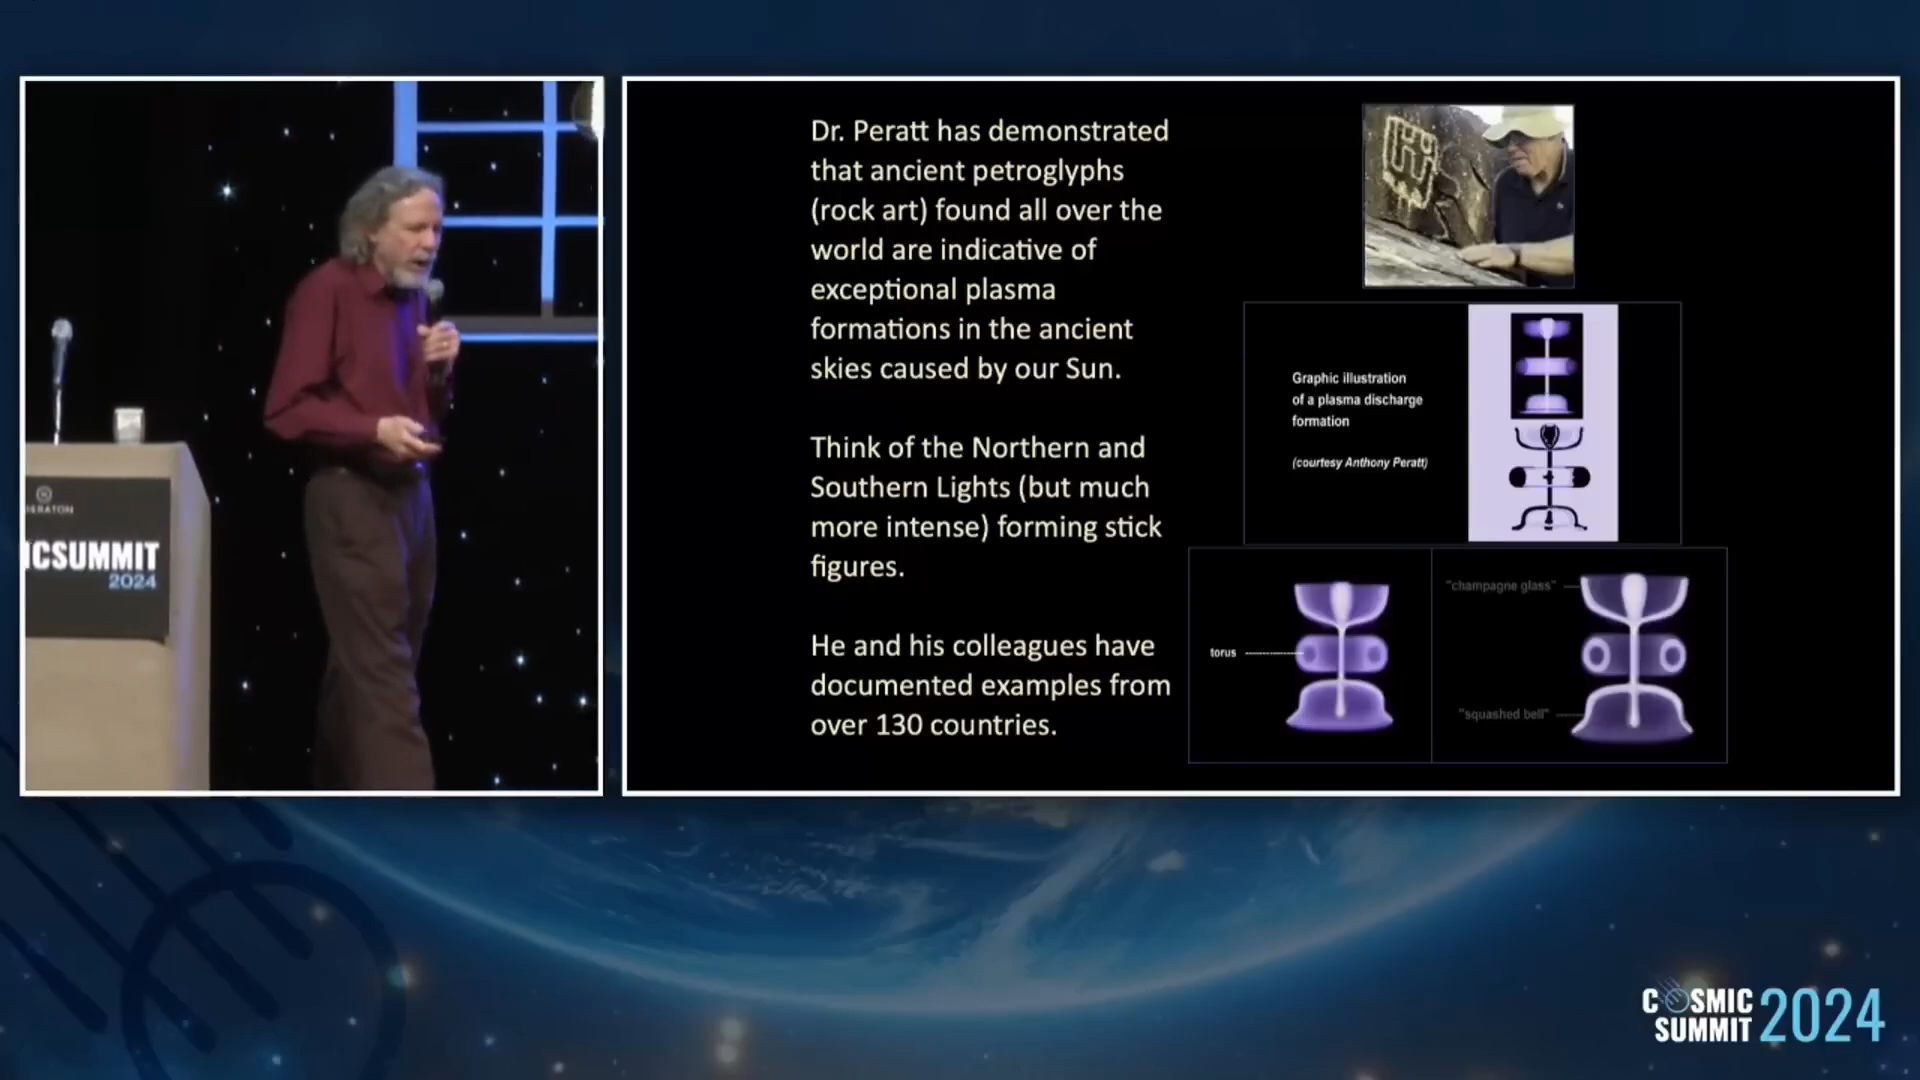 Dr. Peratt has demonstrated
that ancient petroglyphs
(rock art) found all over the
world are indicative of
exceptional plasma
formations in the ancient
skies caused by our Sun.
Think of the Northern and
Southern Lights (but much
more intense) forming stick
figures.
He and his colleagues have
documented examples from
over 130 countries.
Graphic illustration
of a plasma discharge
formation
(courtesy Anthony Peratt)
torus
"champagne glass"
"squashed bell"
ERATON
ICSUMMIT
2024
COSMIC
SUMMIT 2024